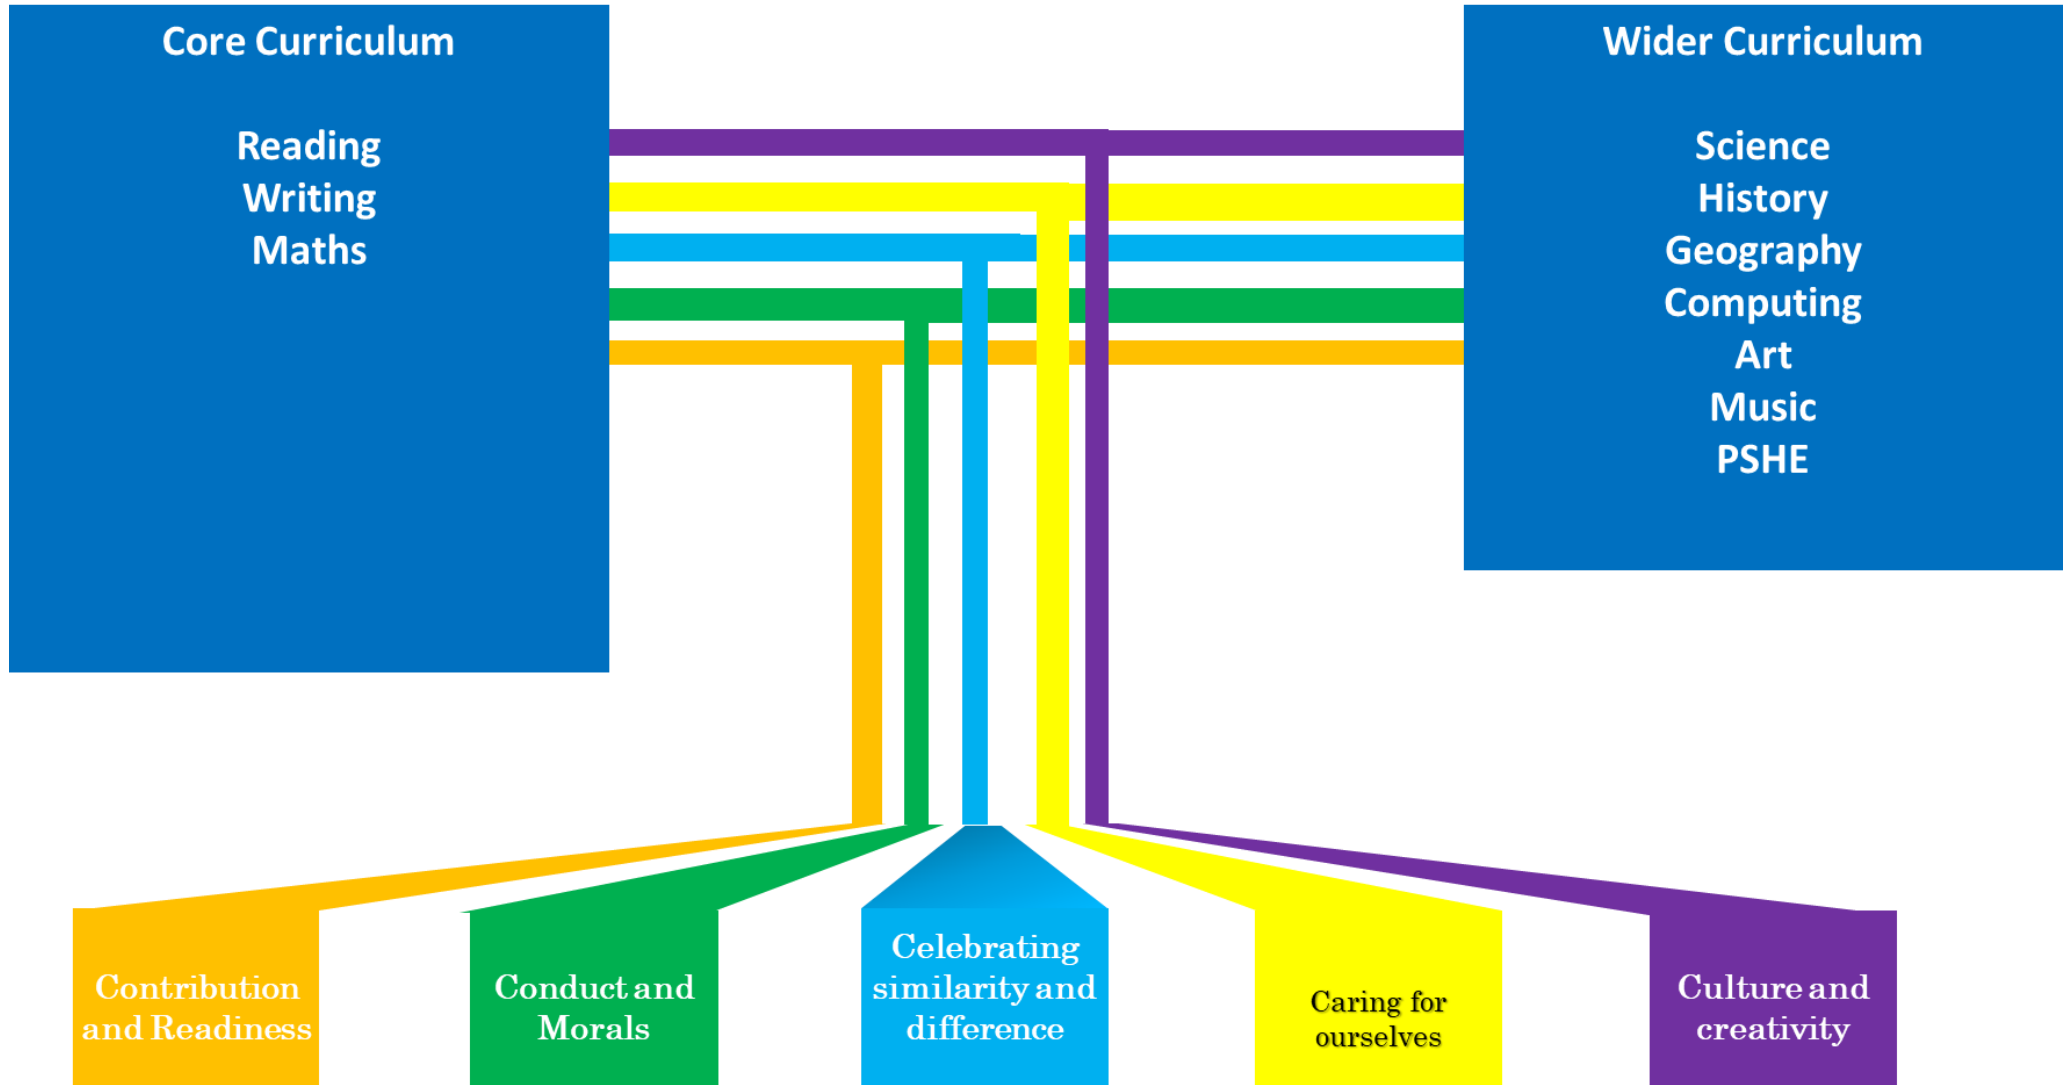 Core Curriculum
Reading
Writing
Maths
Wider Curriculum
Science
History
Geography
Computing
Art
Music
PSHE
Contribution
and Readiness
Conduct and
Morals
Celebrating
similarity and
difference
Caring for
ourselves
Culture and
creativity